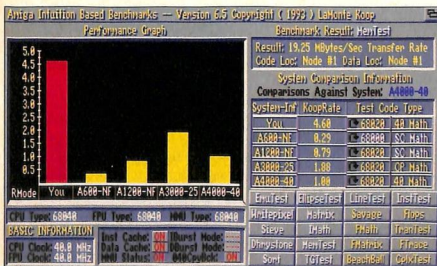 Amiga Intuition Based Benchmarks — Version 6.5 Copyright ( 1993 ) LaMonte Koop
Performance Graph
5.0
4.5
4.0
3.5
3.0
2.5
2.0
1.5
1.0
0.5
RMode You A600-NF A1200-NF A3000-25 A4000-40
CPU Type: 68040 FPU Type: 68040 MMU Type: 68040
BASIC INFORMATION
CPU Clock: 40.0 MHz
FPU Clock: 40.0 MHz
Inst Cache: ON IBurst Mode:
Data Cache: ON DBurst Mode:
MMU Status: ON 040CpyBck: ON
Benchmark Result: MemTest
Result: 19.25 MBytes/Sec Transfer Rate
Code Loc: Node #1 Data Loc: Node #1
System Comparison Information
Comparisons Against System: A4000-40
System-Inf KoopRate Test Code Type
You 4.60 68020 40 Math
A600-NF 0.29 68000 SC Math
A1200-NF 0.79 68020 SC Math
A3000-25 1.88 68020 CP Math
A4000-40 1.00 68020 40 Math
EmuTest EllipseTest LineTest InstTest
WritePixel Matrix Savage Flops
Sieve IMath FMath TranTest
Dhrystone MemTest FMatrix FTrace
Sort TGTest BeachBall CplxTest